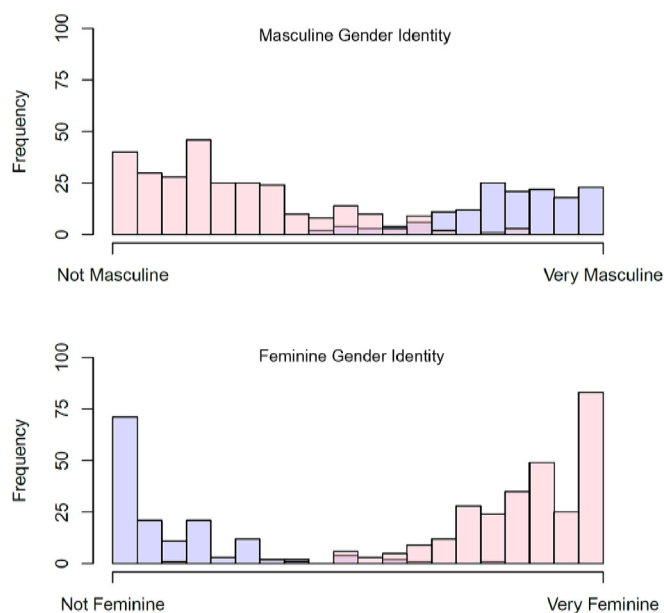 Masculine Gender Identity
Frequency
100
75
50
25
0
Not Masculine Very Masculine
Feminine Gender Identity
Frequency
100
75
50
25
0
Not Feminine Very Feminine